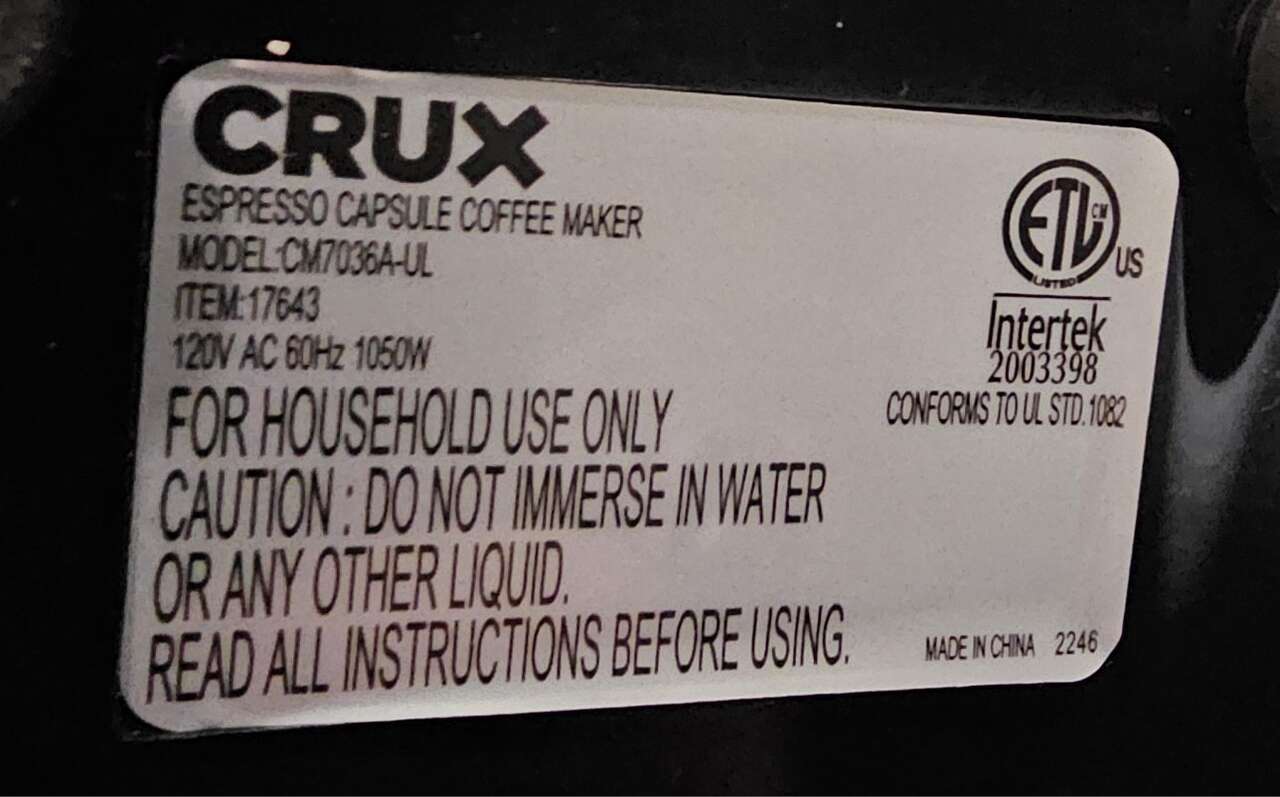 CRUX
ESPRESSO CAPSULE COFFEE MAKER
MODEL:CM7036A-UL
ITEM:17643
120V AC 60Hz 1050W
FOR HOUSEHOLD USE ONLY
CAUTION : DO NOT IMMERSE IN WATER
OR ANY OTHER LIQUID.
READ ALL INSTRUCTIONS BEFORE USING.
ETL CM
LISTED
US
Intertek
2003398
CONFORMS TO UL STD.1082
MADE IN CHINA 2246